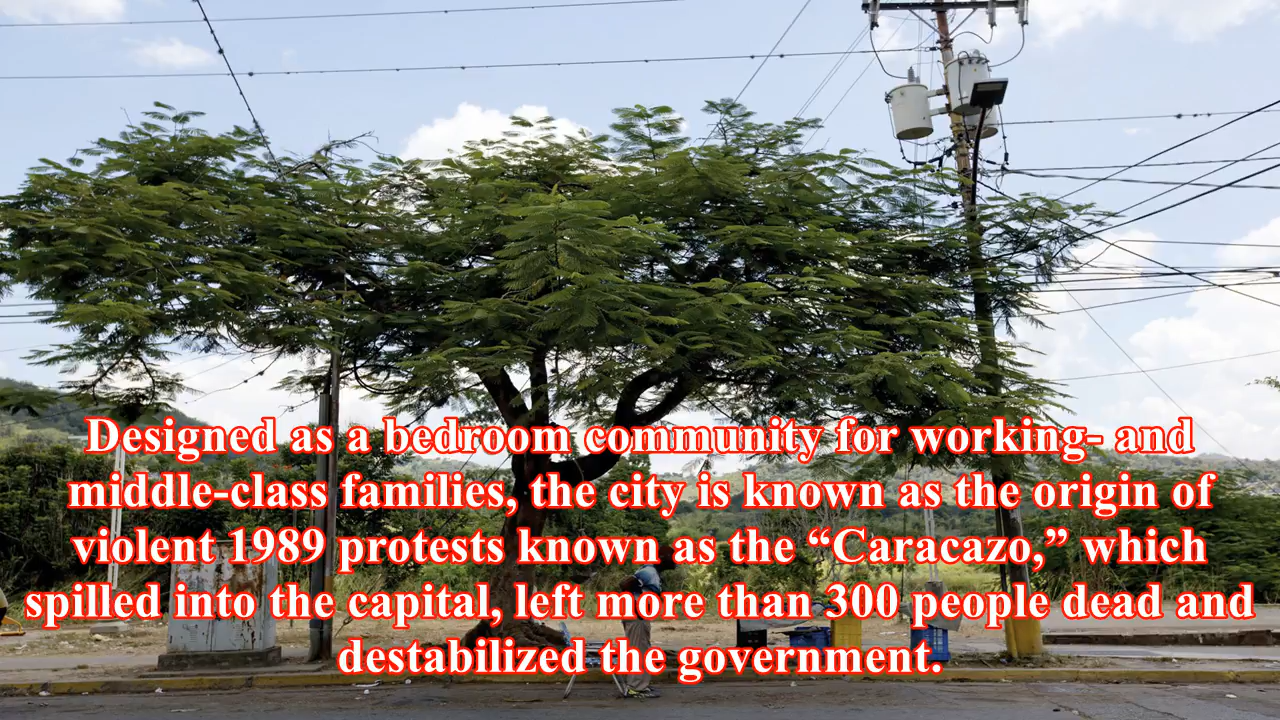 Designed as a bedroom community for working- and
middle-class families, the city is known as the origin of
violent 1989 protests known as the “Caracazo,” which
spilled into the capital, left more than 300 people dead and
destabilized the government.